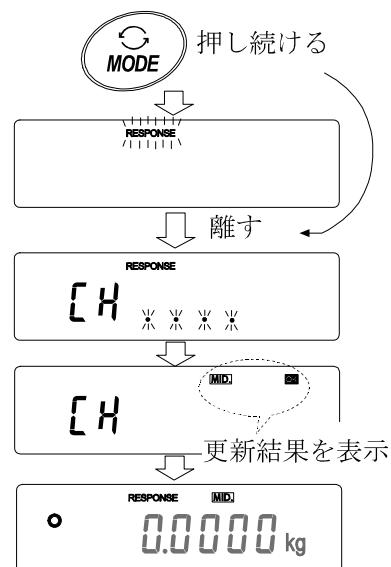 MODE
押し続ける
RESPONSE
離す
RESPONSE
CH
MID. OK
CH
更新結果を表示
RESPONSE MID.
0.0000 kg